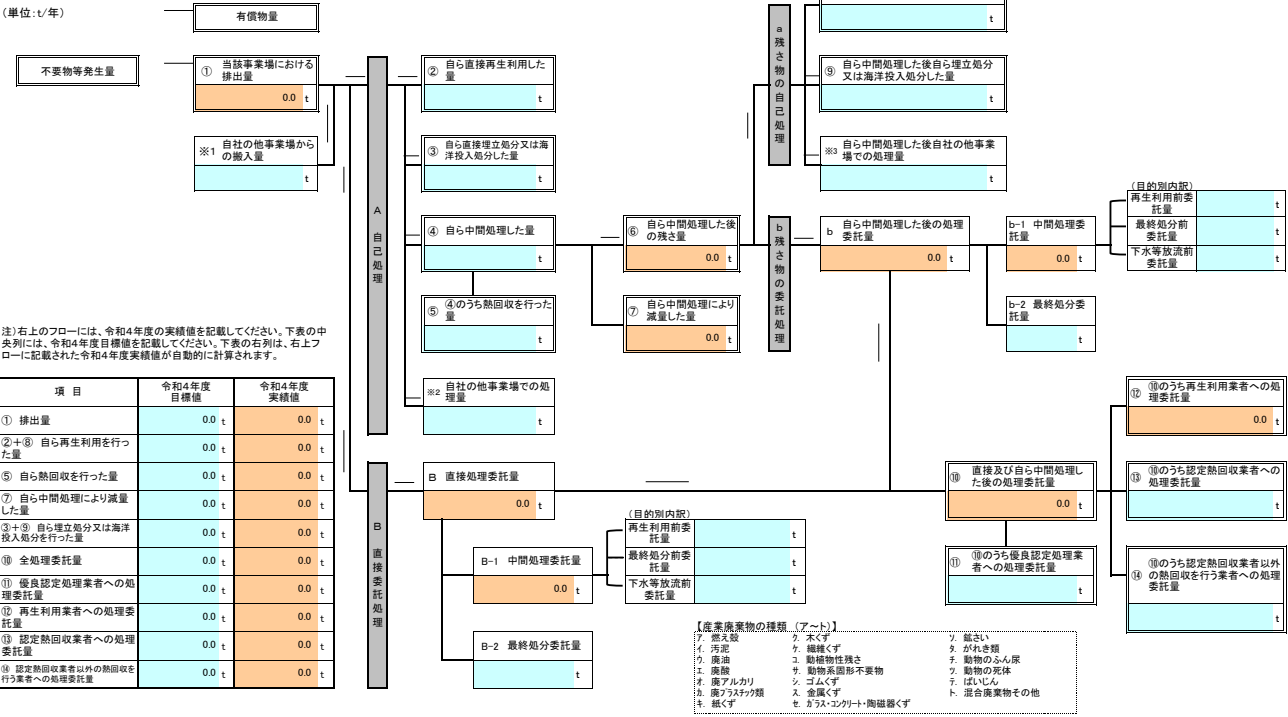 (単位:t/年)
有償物量
不要物等発生量
① 当該事業場における
排出量
0.0 t
※1 自社の他事業場から
の搬入量
t
A 自己処理
② 自ら直接再生利用した
量
t
③ 自ら直接埋立処分又は海
洋投入処分した量
t
④ 自ら中間処理した量
t
⑤ ④のうち熱回収を行った
量
t
※2 自社の他事業場での処
理量
t
⑥ 自ら中間処理した後
の残さ量
0.0 t
⑦ 自ら中間処理により
減量した量
0.0 t
a 残さ物の自己処理
t
⑨ 自ら中間処理した後自ら埋立処分
又は海洋投入処分した量
t
※3 自ら中間処理した後自社の他事業
場での処理量
t
b 残さ物の委託処理
b 自ら中間処理した後の処理
委託量
0.0 t
b-1 中間処理委
託量
0.0 t
(目的別内訳)
再生利用前委
託量 t
最終処分前
委託量 t
下水等放流前
委託量 t
b-2 最終処分委
託量
t
注)右上のフローには、令和4年度の実績値を記載してください。下表の中
央列には、令和4年度目標値を記載してください。下表の右列は、右上フ
ローに記載された令和4年度実績値が自動的に計算されます。
項 目 令和4年度
目標値 令和4年度
実績値
① 排出量 0.0 t 0.0 t
②+⑧ 自ら再生利用を行っ
た量 0.0 t 0.0 t
⑤ 自ら熱回収を行った量 0.0 t 0.0 t
⑦ 自ら中間処理により減量
した量 0.0 t 0.0 t
③+⑨ 自ら埋立処分又は海洋
投入処分を行った量 0.0 t 0.0 t
⑩ 全処理委託量 0.0 t 0.0 t
⑪ 優良認定処理業者への処
理委託量 0.0 t 0.0 t
⑫ 再生利用業者への処理委
託量 0.0 t 0.0 t
⑬ 認定熱回収業者への処理
委託量 0.0 t 0.0 t
⑭ 認定熱回収業者以外の熱回収を
行う業者への処理委託量 0.0 t 0.0 t
B 直接委託処理
B 直接処理委託量
0.0 t
B-1 中間処理委託量
0.0 t
(目的別内訳)
再生利用前委
託量 t
最終処分前委
託量 t
下水等放流前
委託量 t
B-2 最終処分委託量
t
⑩ 直接及び自ら中間処理し
た後の処理委託量
0.0 t
⑪ ⑩のうち優良認定処理業
者への処理委託量
t
⑫ ⑩のうち再生利用業者への処
理委託量
0.0 t
⑬ ⑩のうち認定熱回収業者への
処理委託量
t
⑭ ⑩のうち認定熱回収業者以外
の熱回収を行う業者への処理
委託量
t
【産業廃棄物の種類 (ア~ト)】
ア. 燃え殻 ク. 木くず ソ. 鉱さい
イ. 汚泥 ケ. 繊維くず タ. がれき類
ウ. 廃油 コ. 動植物性残さ チ. 動物のふん尿
エ. 廃酸 サ. 動物系固形不要物 ツ. 動物の死体
オ. 廃アルカリ シ. ゴムくず テ. ばいじん
カ. 廃プラスチック類 ス. 金属くず ト. 混合廃棄物その他
キ. 紙くず セ. ガラス・コンクリート・陶磁器くず